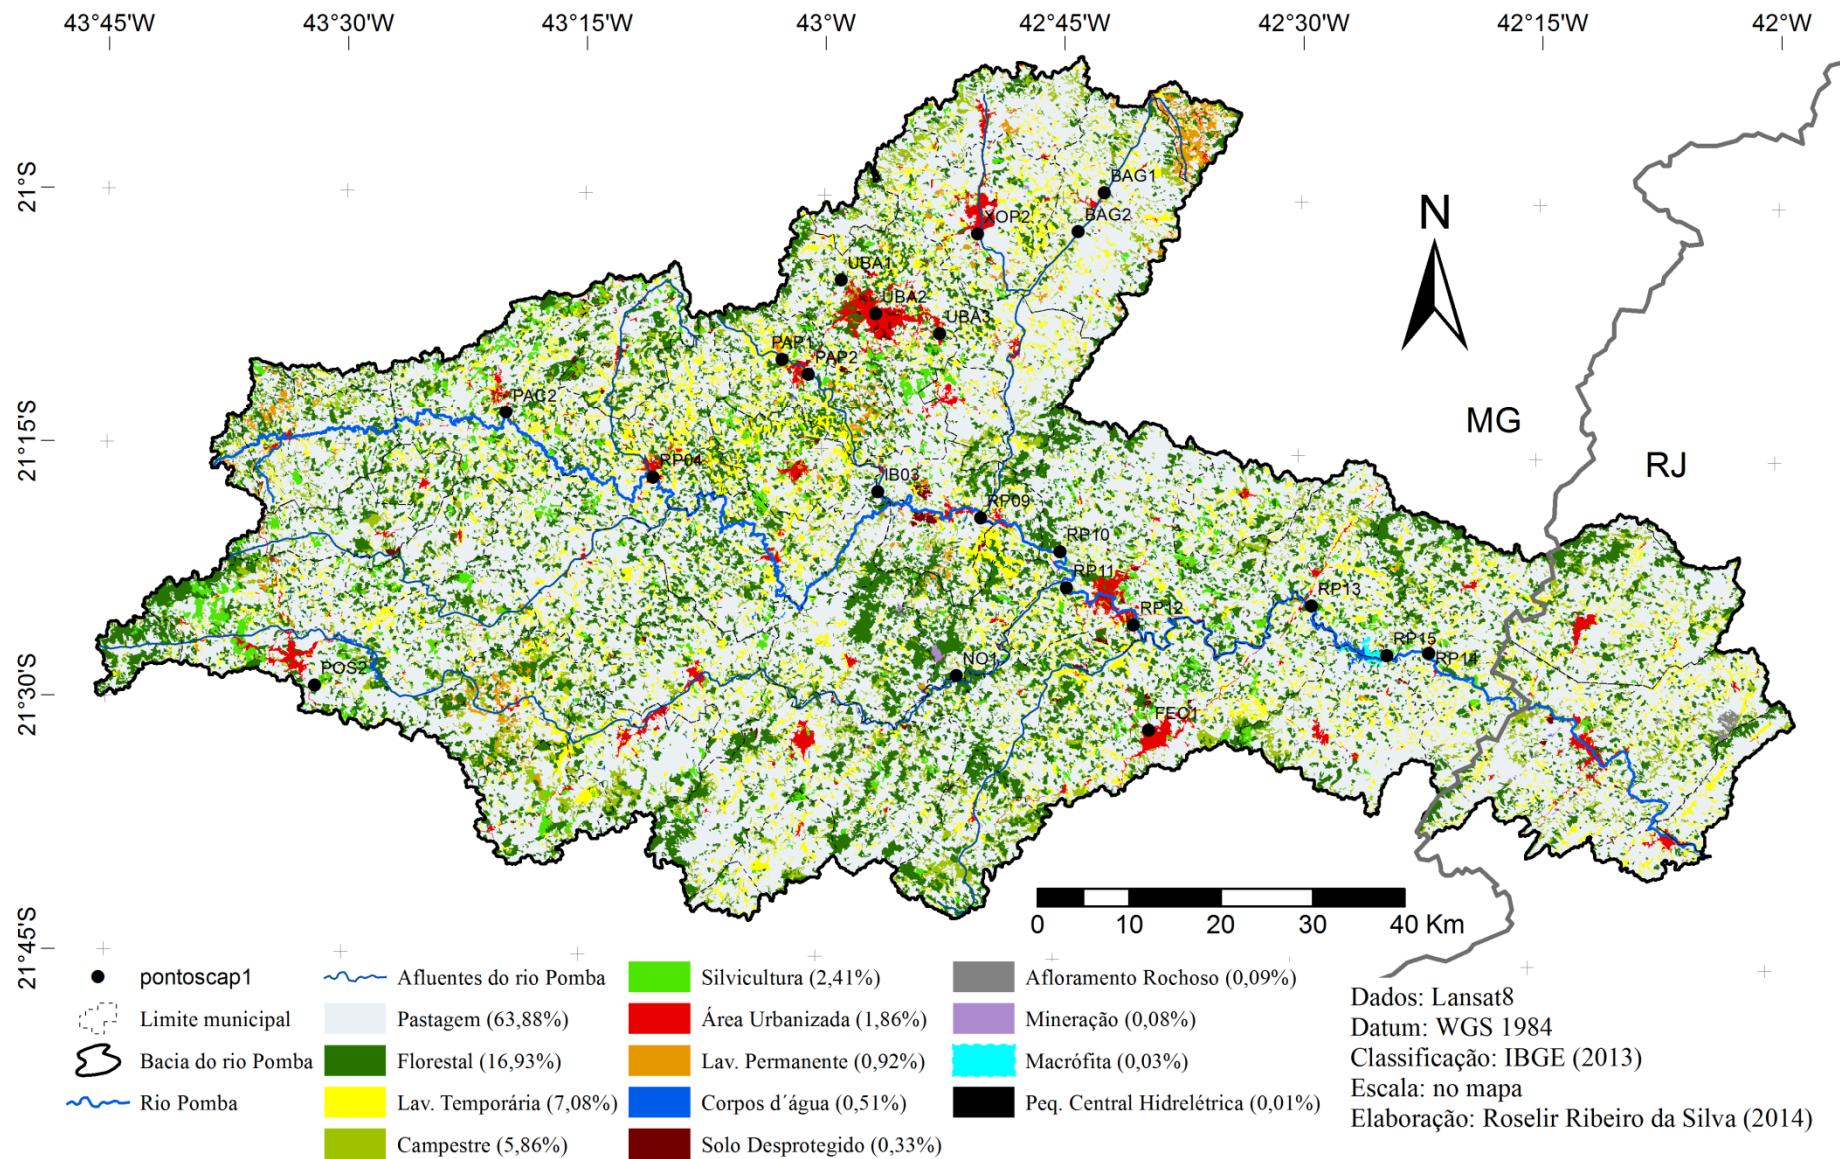 43°45'W 43°30'W 43°15'W 43°W 42°45'W 42°30'W 42°15'W 42°W
21°S
21°15'S
21°30'S
21°45'S
BAG1
XOP2
BAG2
UBA1
UBA2
UBA3
PAP1
PAP2
PAC2
RP04
IB03
RP09
RP10
RP11
RP12
RP13
RP15
RP14
NO1
POS2
FEC1
N
MG
RJ
0 10 20 30 40 Km
pontoscap1
Limite municipal
Bacia do rio Pomba
Rio Pomba
Afluentes do rio Pomba
Pastagem (63,88%)
Florestal (16,93%)
Lav. Temporária (7,08%)
Campestre (5,86%)
Silvicultura (2,41%)
Área Urbanizada (1,86%)
Lav. Permanente (0,92%)
Corpos d´água (0,51%)
Solo Desprotegido (0,33%)
Afloramento Rochoso (0,09%)
Mineração (0,08%)
Macrófita (0,03%)
Peq. Central Hidrelétrica (0,01%)
Dados: Lansat8
Datum: WGS 1984
Classificação: IBGE (2013)
Escala: no mapa
Elaboração: Roselir Ribeiro da Silva (2014)